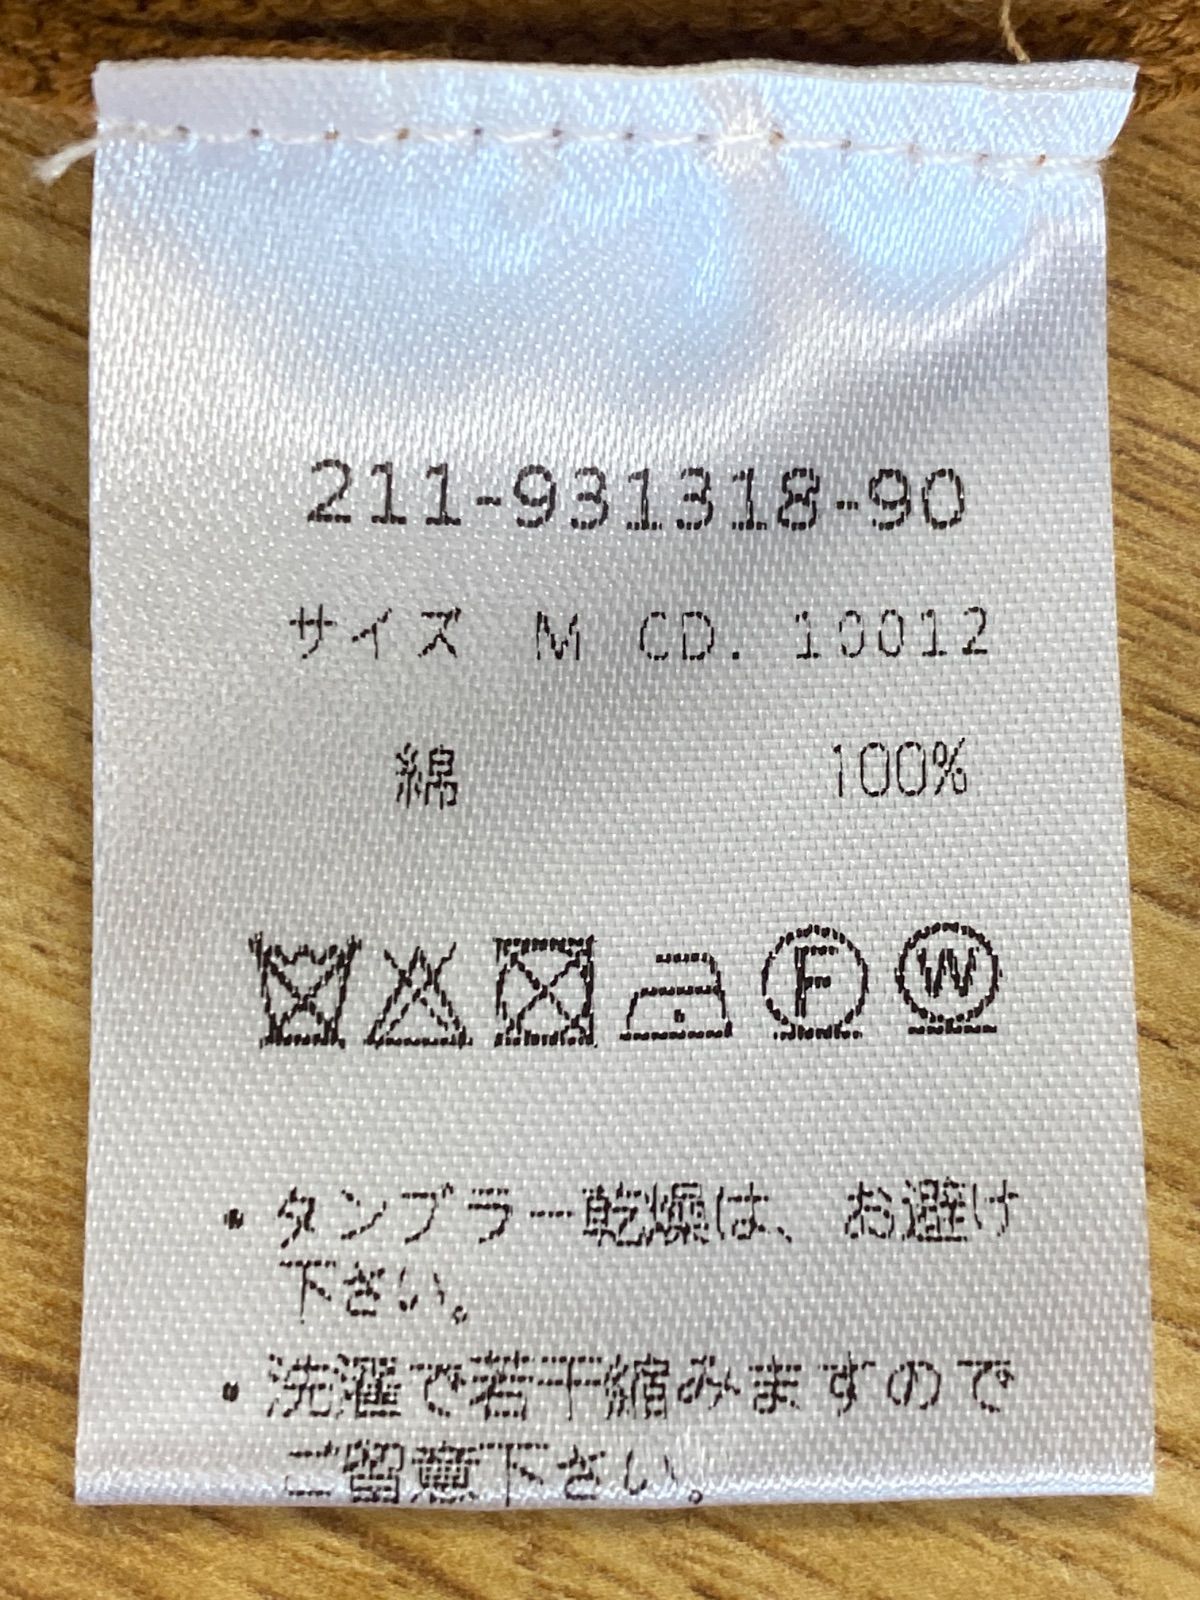 211-931318-90
サイズ M CD. 10012
綿 100%
F W
・タンブラー乾燥は、お避け
下さい。
・洗濯で若干縮みますので
ご留意下さい。